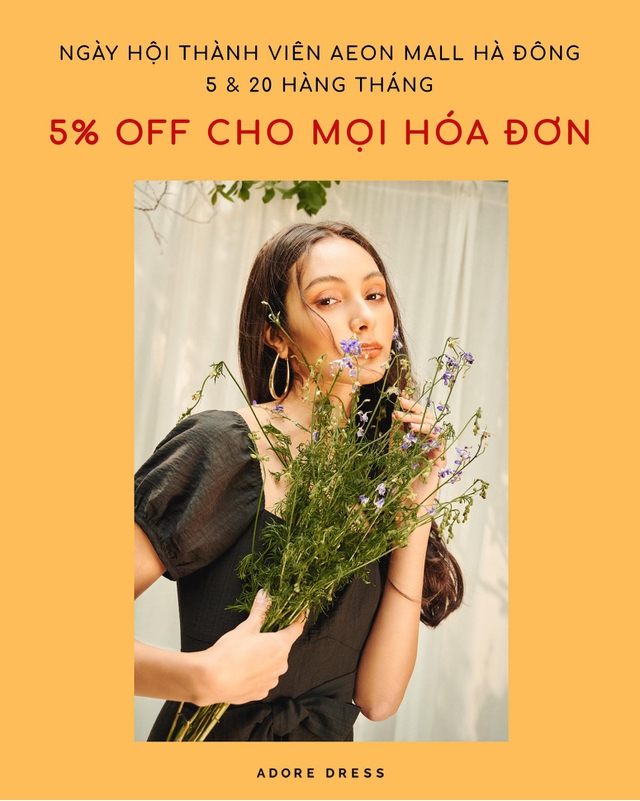 NGÀY HỘI THÀNH VIÊN AEON MALL HÀ ĐÔNG
5 & 20 HÀNG THÁNG
5% OFF CHO MỌI HÓA ĐƠN
ADORE DRESS